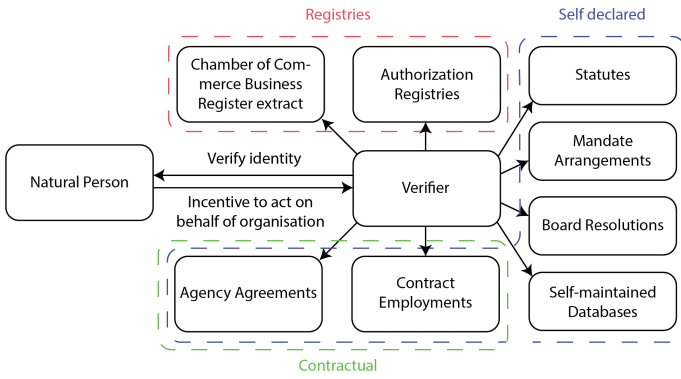 Registries
Self declared
Chamber of Com-
merce Business
Register extract
Authorization
Registries
Statutes
Verify identity
Mandate
Arrangements
Natural Person
Verifier
Incentive to act on
behalf of organisation
Board Resolutions
Agency Agreements
Contract
Employments
Self-maintained
Databases
Contractual